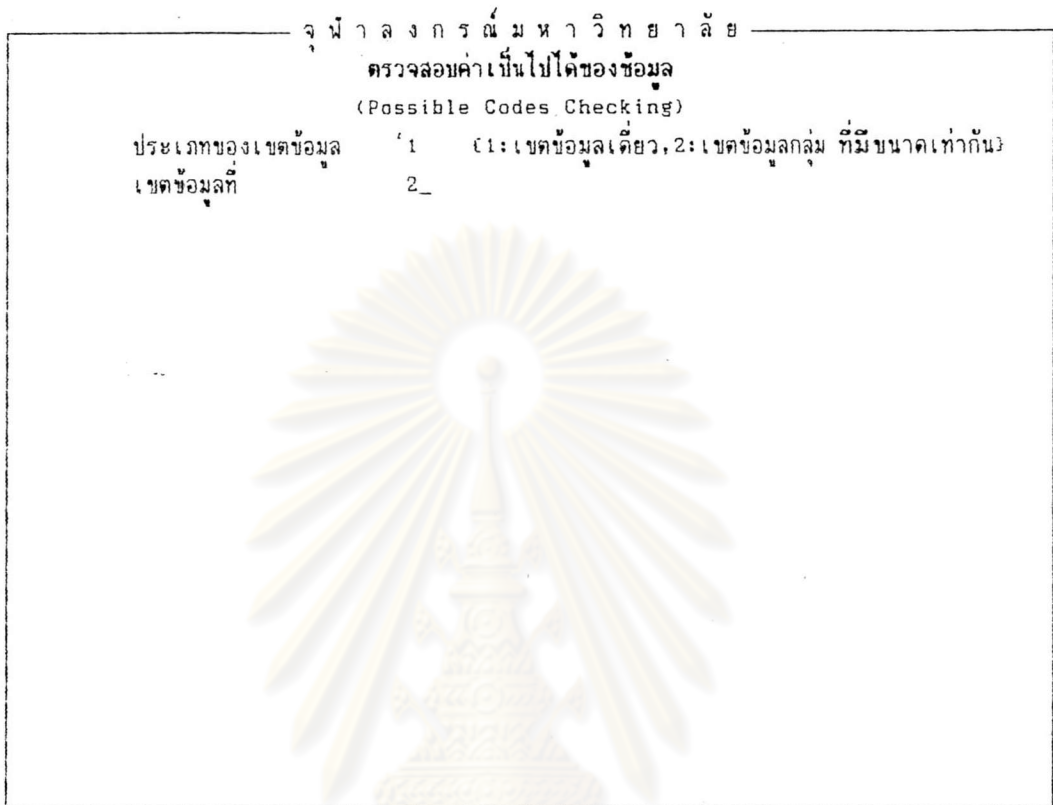 จุฬาลงกรณ์มหาวิทยาลัย
ตรวจสอบค่าเป็นไปได้ของข้อมูล
(Possible Codes Checking)
ประเภทของเขตข้อมูล 1 {1:เขตข้อมูลเดี่ยว,2:เขตข้อมูลกลุ่ม ที่มีขนาดเท่ากัน}
เขตข้อมูลที่ 2_